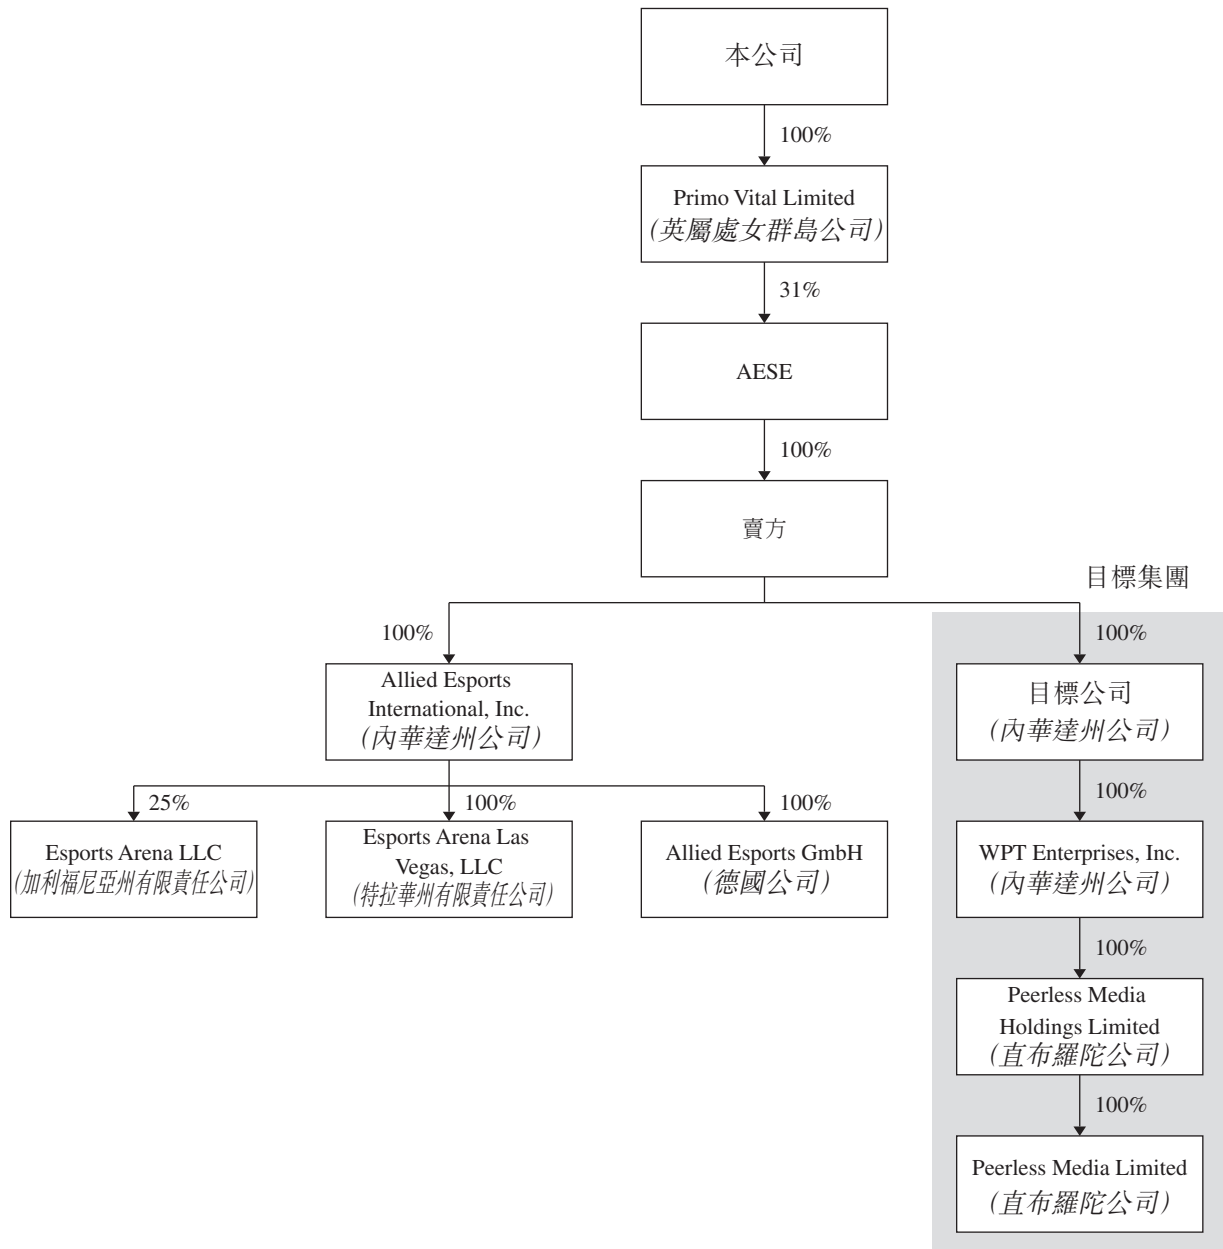 本公司
100%
Primo Vital Limited
(英屬處女群島公司)
31%
AESE
100%
賣方
目標集團
100%
100%
Allied Esports
International, Inc.
(內華達州公司)
目標公司
(內華達州公司)
25%
100%
100%
100%
Esports Arena LLC
(加利福尼亞州有限責任公司)
Esports Arena Las
Vegas, LLC
(特拉華州有限責任公司)
Allied Esports GmbH
(德國公司)
WPT Enterprises, Inc.
(內華達州公司)
100%
Peerless Media
Holdings Limited
(直布羅陀公司)
100%
Peerless Media Limited
(直布羅陀公司)